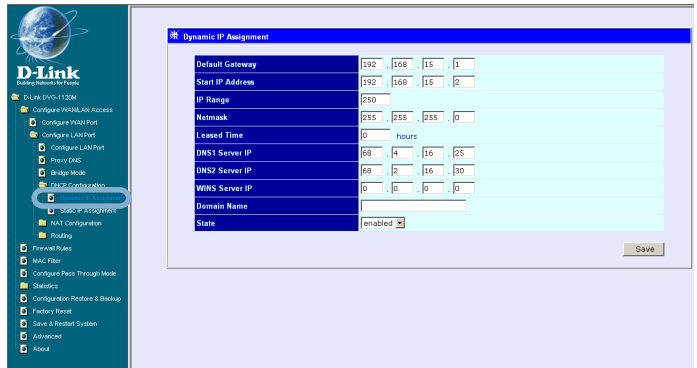 D-Link
Building Networks for People
D-Link DVG-1120M
Configure WAN/LAN Access
Configure WAN Port
Configure LAN Port
Configure LAN Port
Proxy DNS
Bridge Mode
DHCP Configuration
Dynamic IP Assignment
Static IP Assignment
NAT Configuration
Routing
Firewall Rules
MAC Filter
Configure Pass Through Mode
Statistics
Configuration Restore & Backup
Factory Reset
Save & Restart System
Advanced
About
Dynamic IP Assignment
Default Gateway 192 . 168 . 15 . 1
Start IP Address 192 . 168 . 15 . 2
IP Range 250
Netmask 255 . 255 . 255 . 0
Leased Time 0 hours
DNS1 Server IP 68 . 4 . 16 . 25
DNS2 Server IP 68 . 2 . 16 . 30
WINS Server IP 0 . 0 . 0 . 0
Domain Name
State enabled
Save